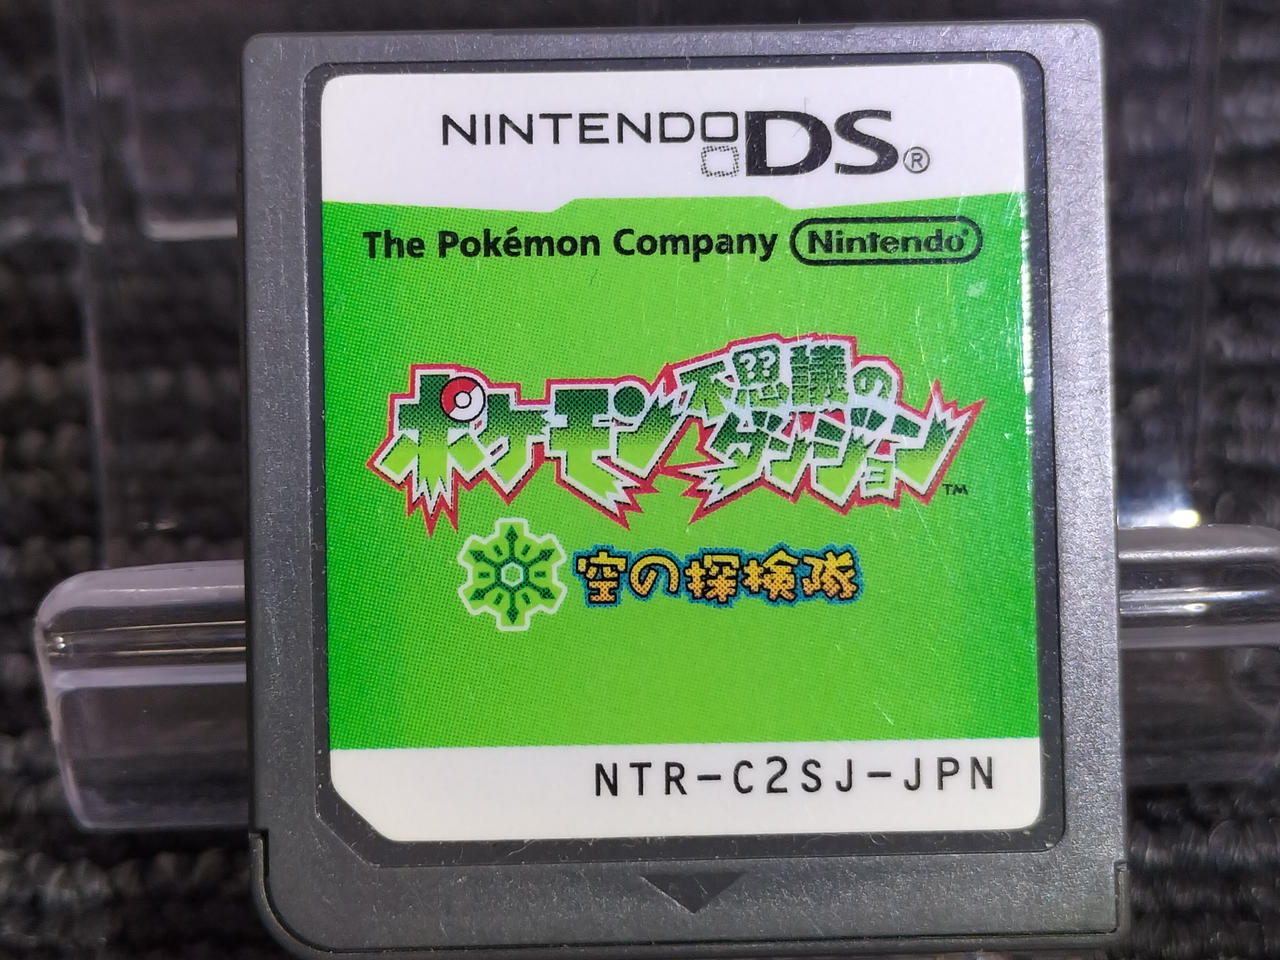 NINTENDO DS®
The Pokémon Company Nintendo®
ポケモン不思議のダンジョン™
空の探検隊
NTR-C2SJ-JPN